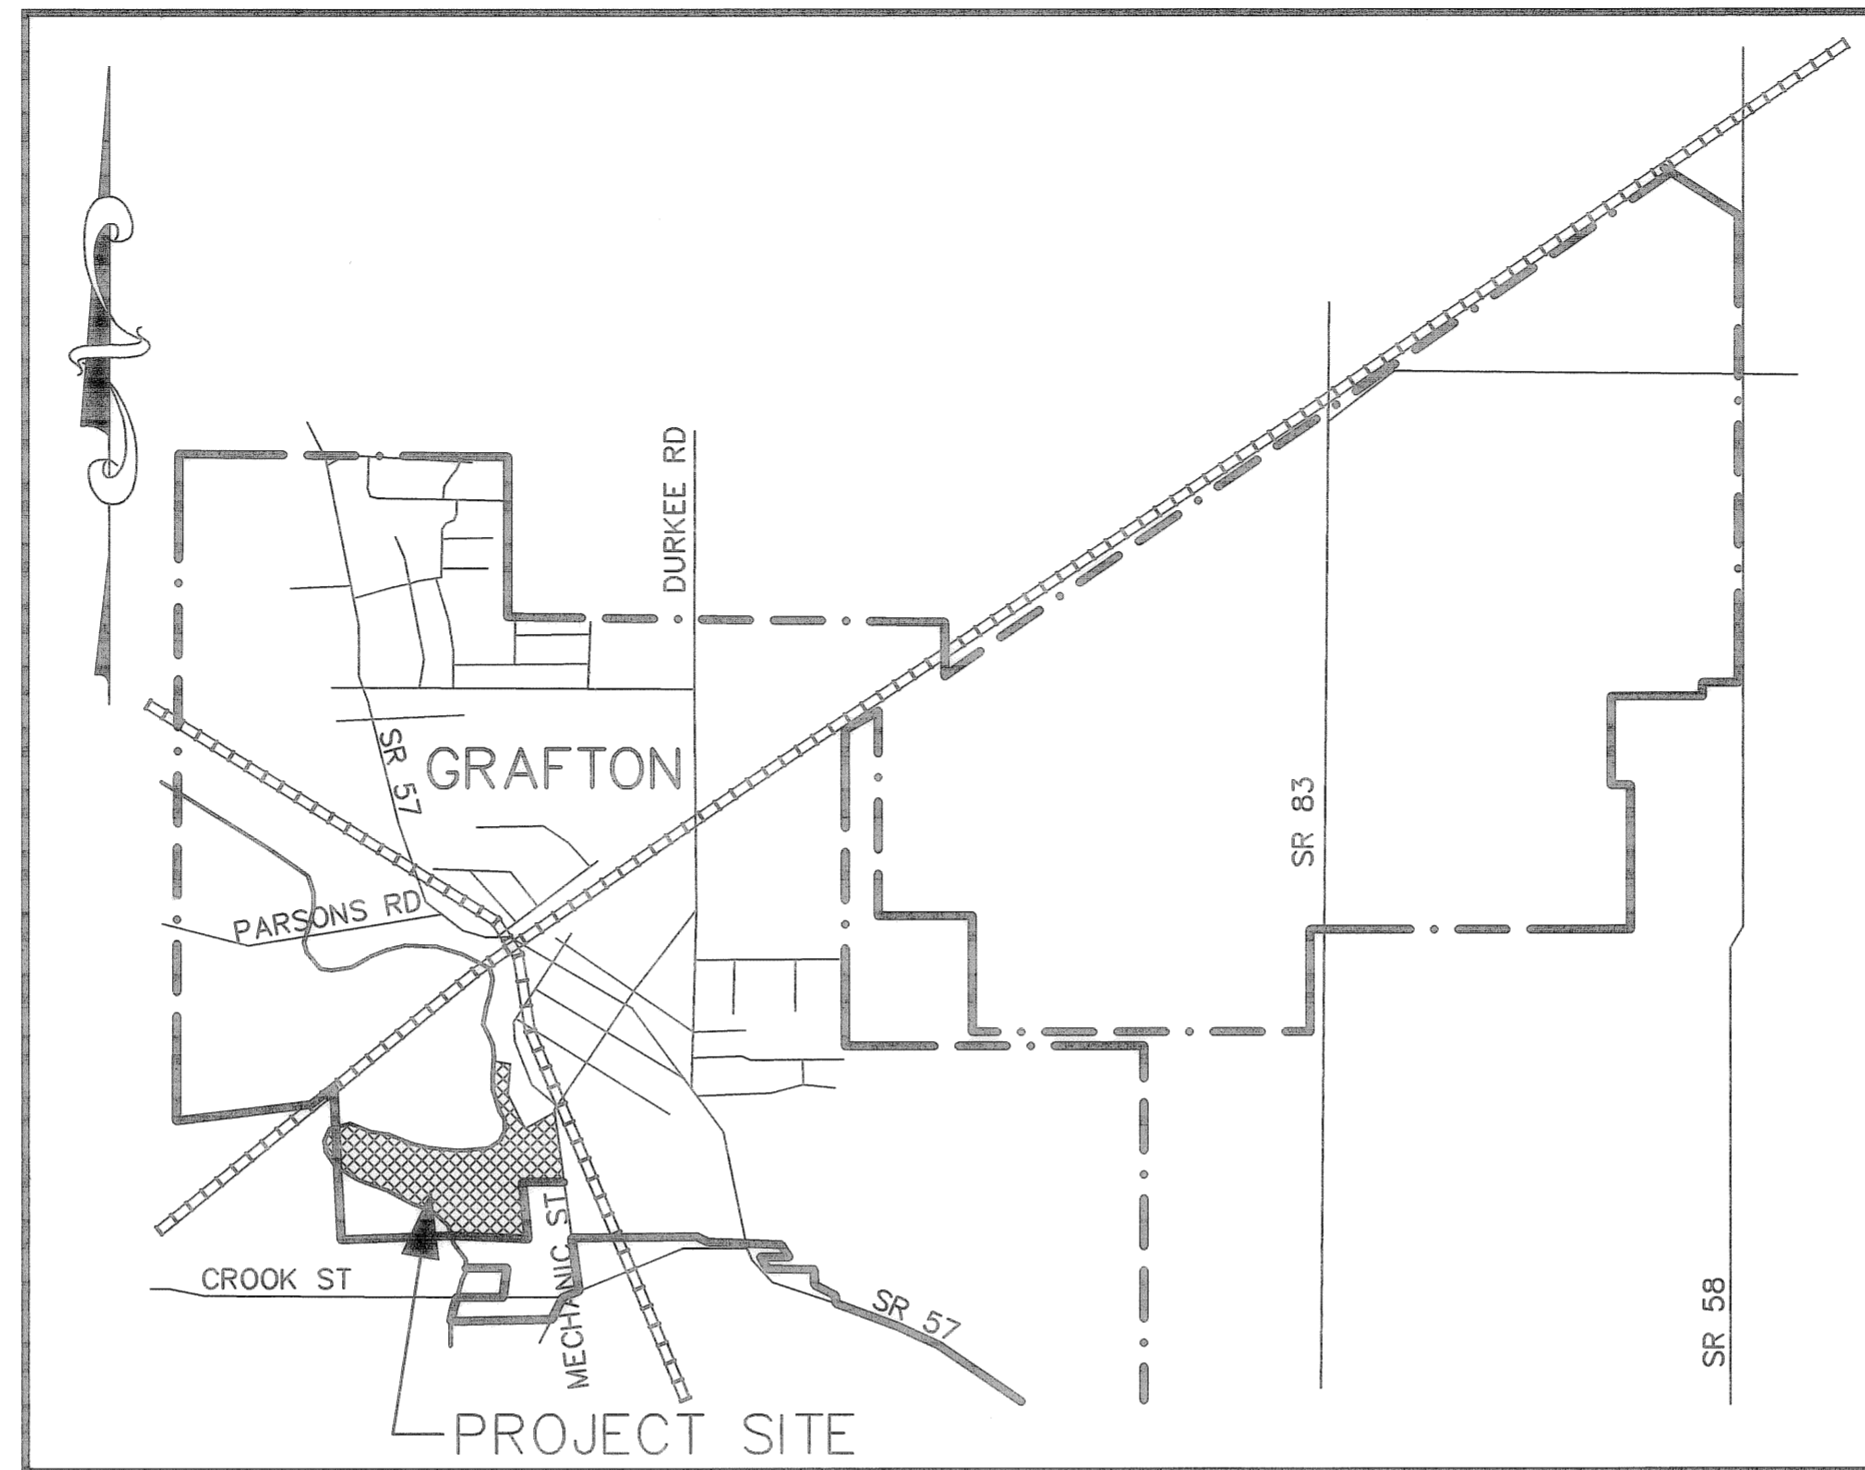 DURKEE RD
SR 57
GRAFTON
SR 83
PARSONS RD
MECHANIC ST
CROOK ST
SR 57
SR 58
PROJECT SITE